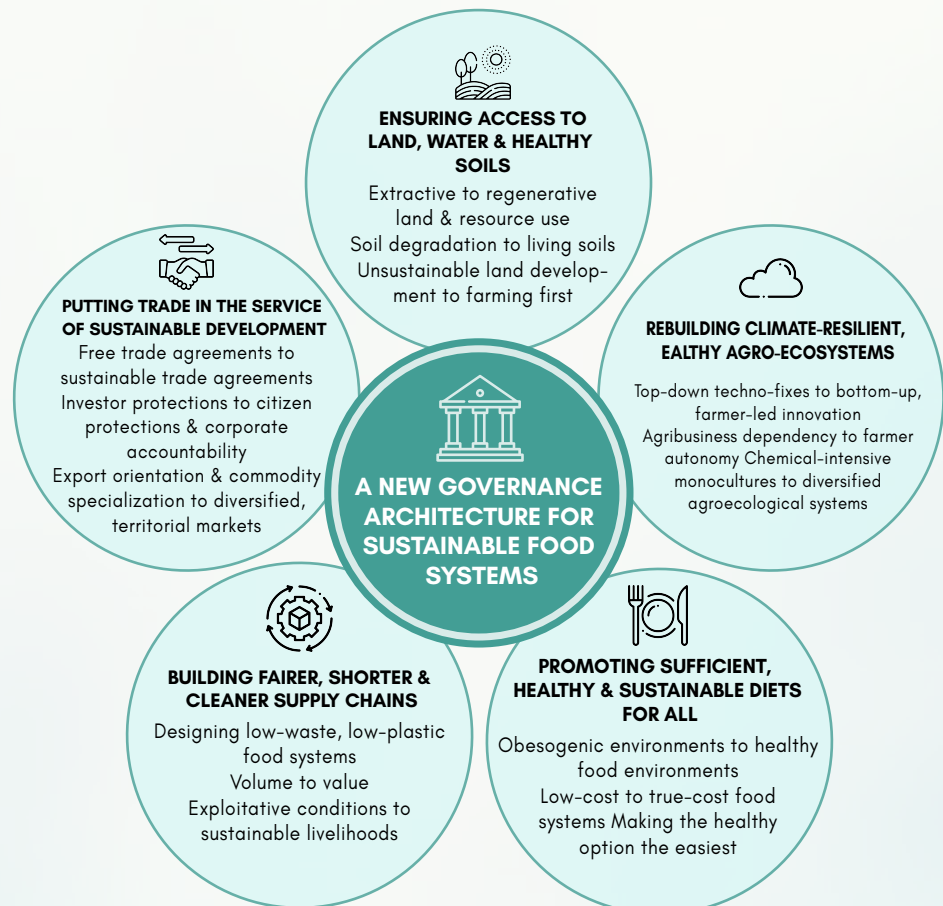 ENSURING ACCESS TO
LAND, WATER & HEALTHY
SOILS
Extractive to regenerative
land & resource use
Soil degradation to living soils
Unsustainable land develop-
ment to farming first
PUTTING TRADE IN THE SERVICE
OF SUSTAINABLE DEVELOPMENT
Free trade agreements to
sustainable trade agreements
Investor protections to citizen
protections & corporate
accountability
Export orientation & commodity
specialization to diversified,
territorial markets
REBUILDING CLIMATE-RESILIENT,
EALTHY AGRO-ECOSYSTEMS
Top-down techno-fixes to bottom-up,
farmer-led innovation
Agribusiness dependency to farmer
autonomy Chemical-intensive
monocultures to diversified
agroecological systems
A NEW GOVERNANCE
ARCHITECTURE FOR
SUSTAINABLE FOOD
SYSTEMS
BUILDING FAIRER, SHORTER &
CLEANER SUPPLY CHAINS
Designing low-waste, low-plastic
food systems
Volume to value
Exploitative conditions to
sustainable livelihoods
PROMOTING SUFFICIENT,
HEALTHY & SUSTAINABLE DIETS
FOR ALL
Obesogenic environments to healthy
food environments
Low-cost to true-cost food
systems Making the healthy
option the easiest